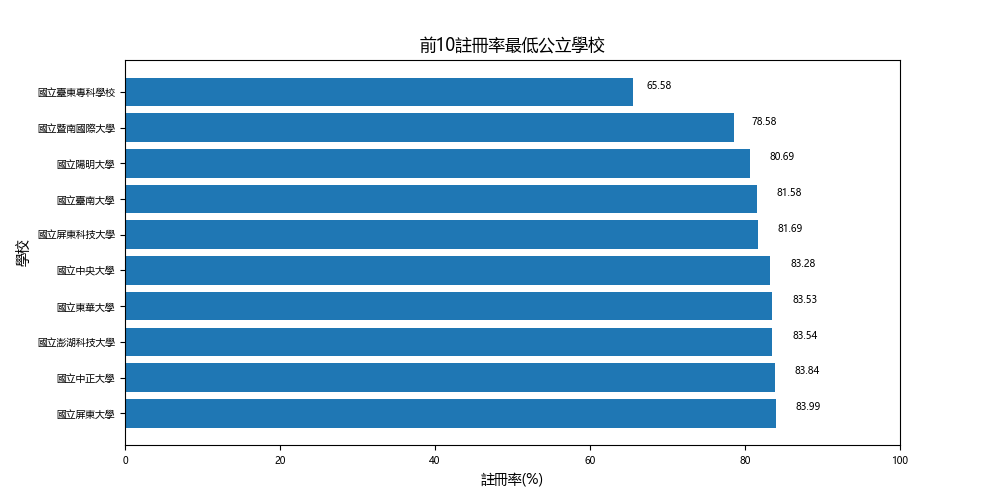 前10註冊率最低公立學校
國立臺東專科學校 65.58
國立暨南國際大學 78.58
國立陽明大學 80.69
國立臺南大學 81.58
國立屏東科技大學 81.69
國立中央大學 83.28
國立東華大學 83.53
國立澎湖科技大學 83.54
國立中正大學 83.84
國立屏東大學 83.99
學校
0 20 40 60 80 100
註冊率(%)